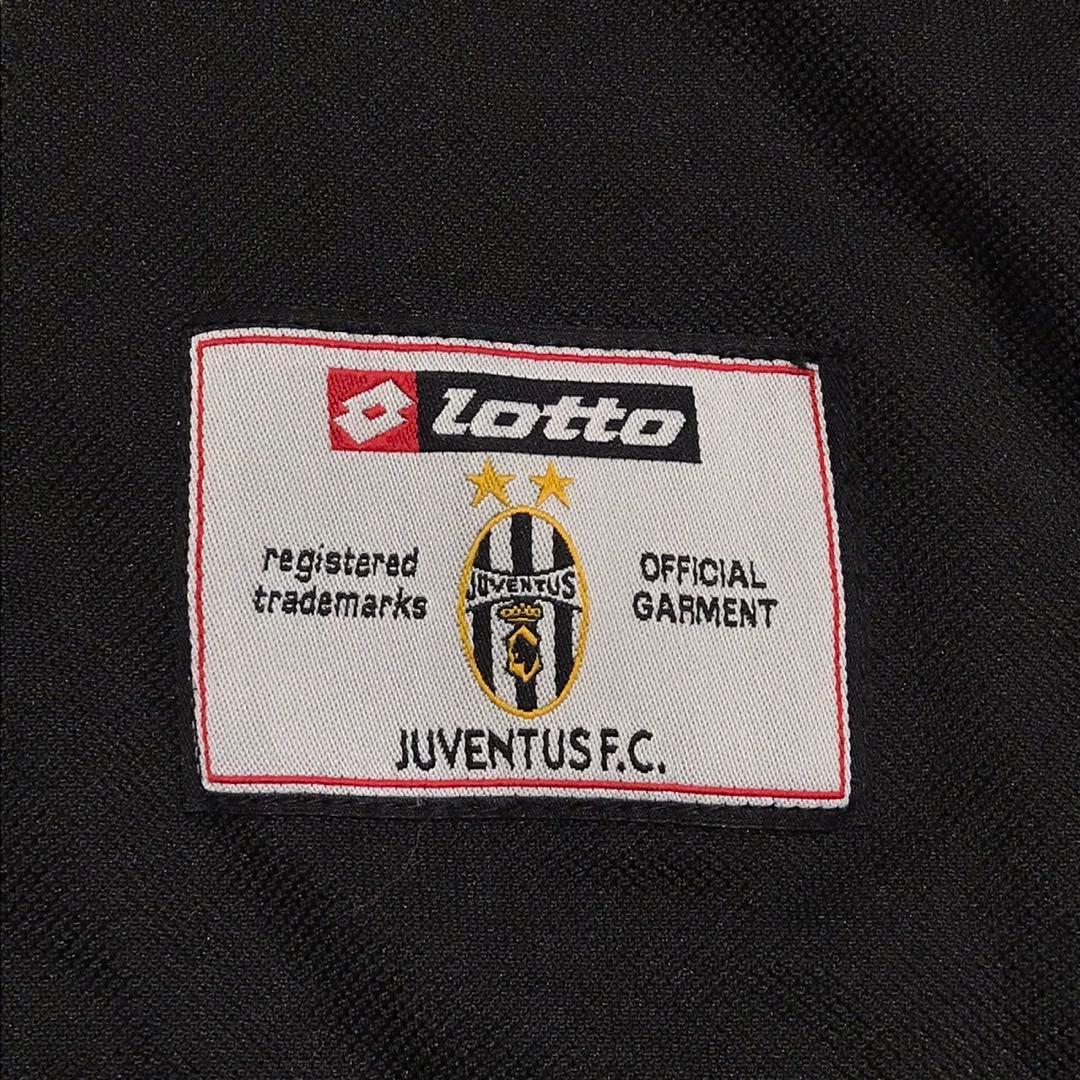 lotto
registered
trademarks
JUVENTUS
OFFICIAL
GARMENT
JUVENTUS F.C.